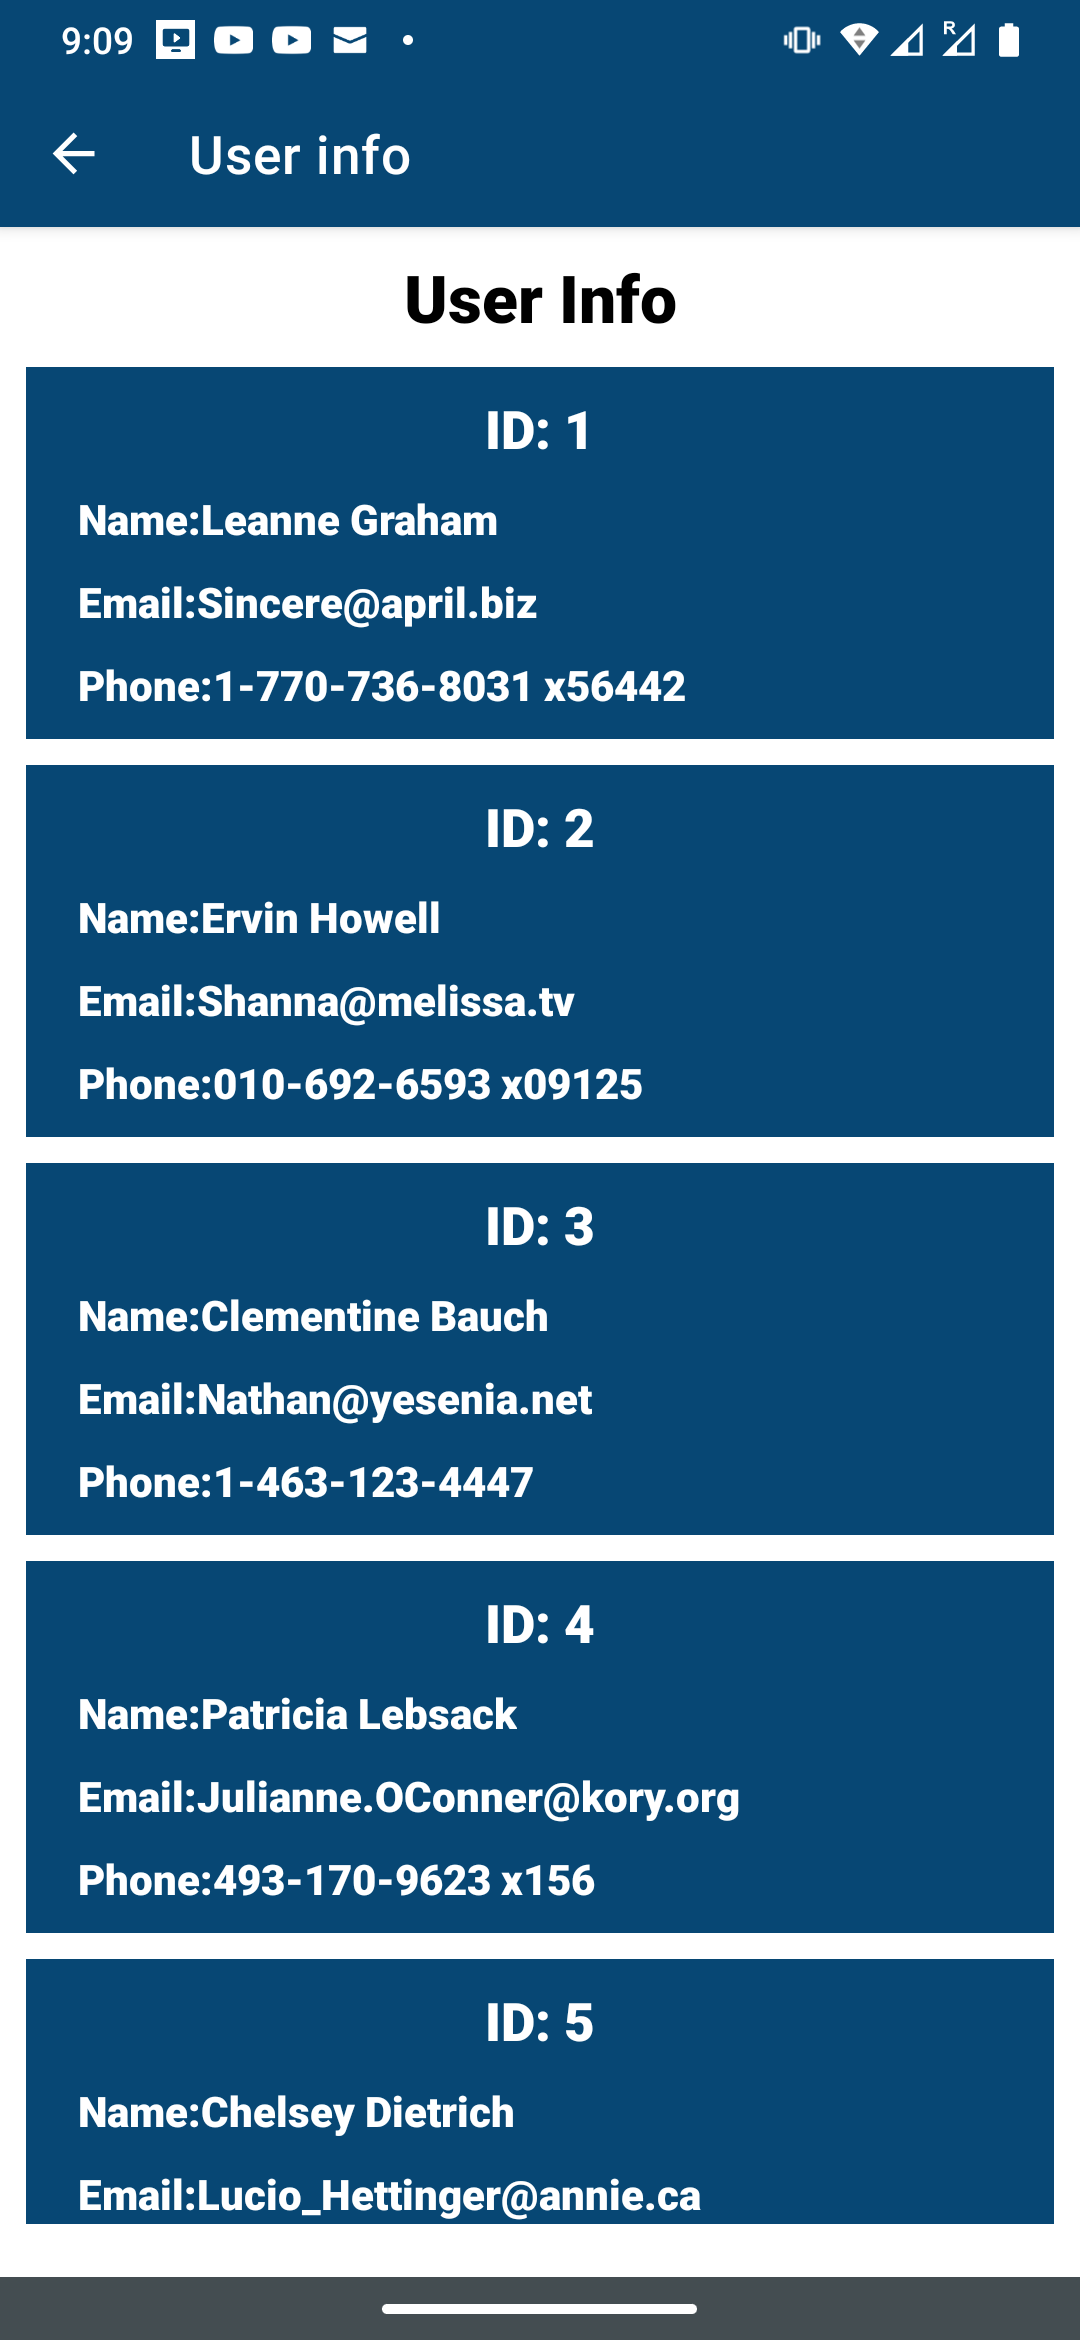 9:09
R
User info
User Info
ID: 1
Name:Leanne Graham
Email:Sincere@april.biz
Phone:1-770-736-8031 x56442
ID: 2
Name:Ervin Howell
Email:Shanna@melissa.tv
Phone:010-692-6593 x09125
ID: 3
Name:Clementine Bauch
Email:Nathan@yesenia.net
Phone:1-463-123-4447
ID: 4
Name:Patricia Lebsack
Email:Julianne.OConner@kory.org
Phone:493-170-9623 x156
ID: 5
Name:Chelsey Dietrich
Email:Lucio_Hettinger@annie.ca